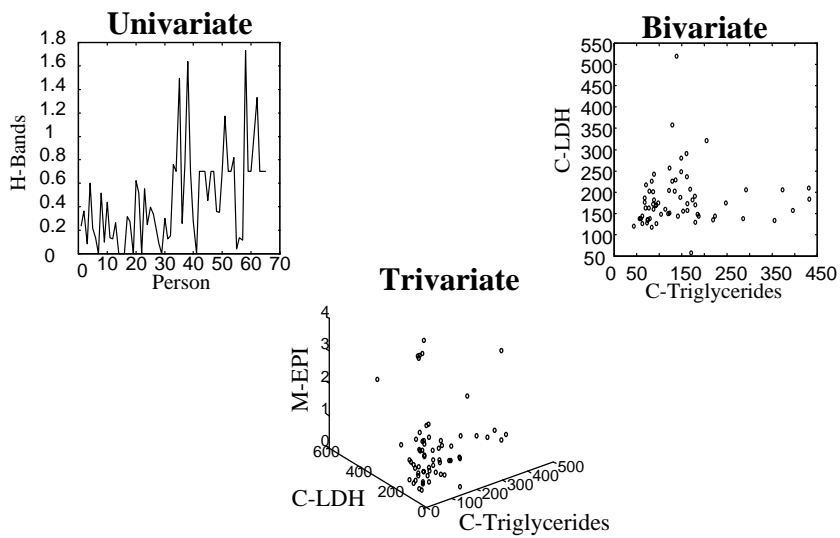 Univariate
1.8
1.6
1.4
1.2
1
0.8
0.6
0.4
0.2
0
H-Bands
0 10 20 30 40 50 60 70
Person
Bivariate
550
500
450
400
350
300
250
200
150
100
50
C-LDH
0 50 150 250 350 450
C-Triglycerides
Trivariate
4
3
2
1
0
M-EPI
600
400
200
0
C-LDH
0 100 200 300 400 500
C-Triglycerides